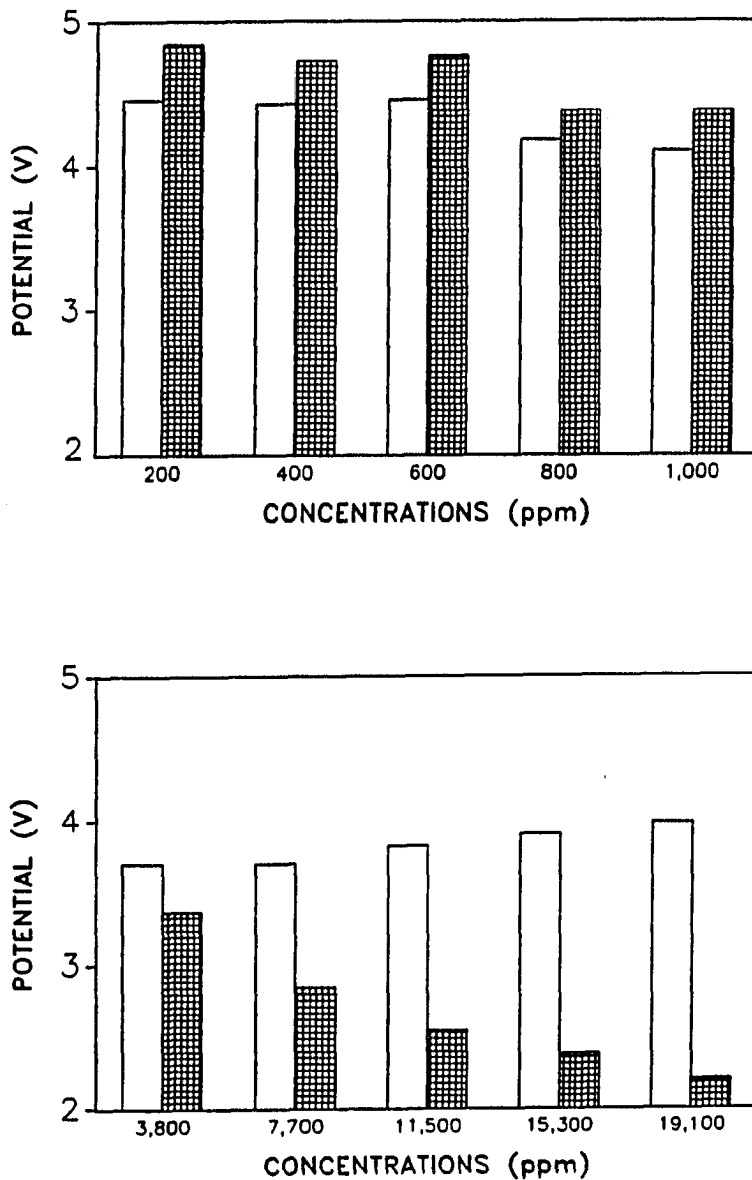 5
4
3
2
POTENTIAL (V)
200 400 600 800 1,000
CONCENTRATIONS (ppm)
5
4
3
2
POTENTIAL (V)
3,800 7,700 11,500 15,300 19,100
CONCENTRATIONS (ppm)